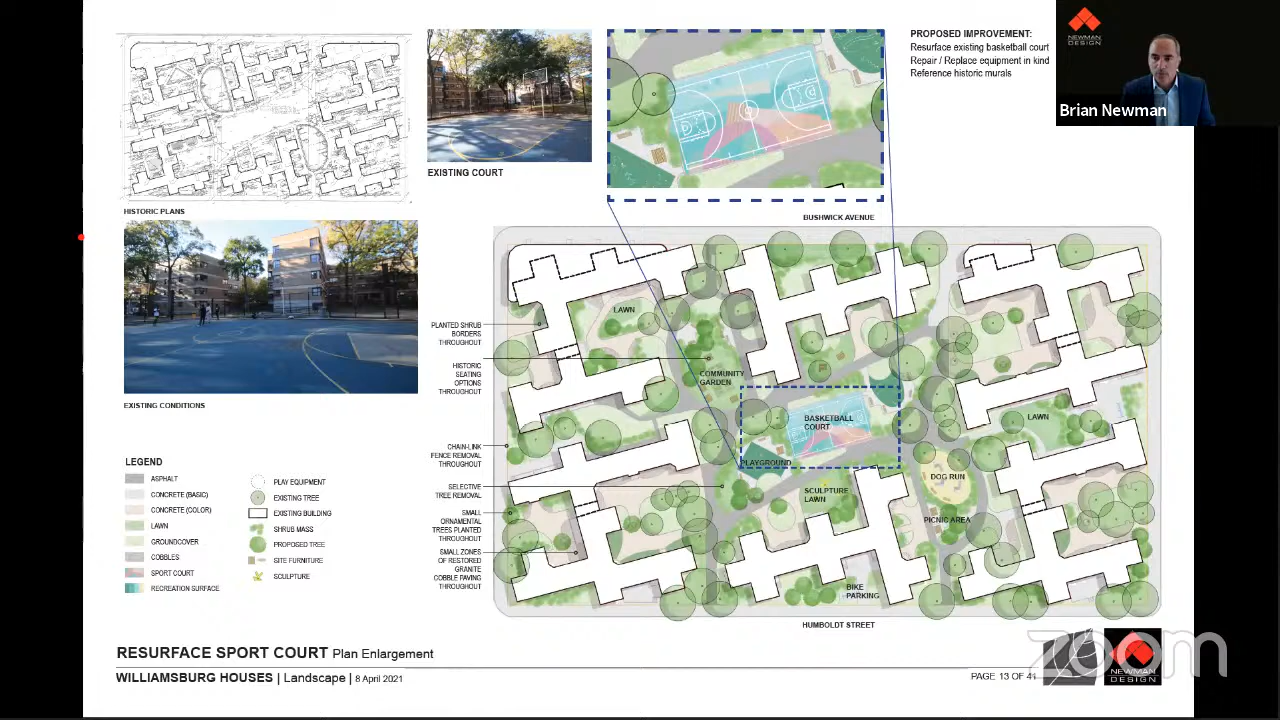 PROPOSED IMPROVEMENT:
Resurface existing basketball court
Repair / Replace equipment in kind
Reference historic murals
NEWMAN
DESIGN
Brian Newman
EXISTING COURT
HISTORIC PLANS
EXISTING CONDITIONS
BUSHWICK AVENUE
PLANTED SHRUB
BORDERS
THROUGHOUT
HISTORIC
SEATING
OPTIONS
THROUGHOUT
CHAIN-LINK
FENCE REMOVAL
THROUGHOUT
SELECTIVE
TREE REMOVAL
SMALL
ORNAMENTAL
TREES PLANTED
THROUGHOUT
SMALL ZONES
OF RESTORED
GRANITE
COBBLE PAVING
THROUGHOUT
LAWN
COMMUNITY
GARDEN
BASKETBALL
COURT
LAWN
PLAYGROUND
SCULPTURE
LAWN
DOG RUN
PICNIC AREA
BIKE
PARKING
HUMBOLDT STREET
LEGEND
ASPHALT
CONCRETE (BASIC)
CONCRETE (COLOR)
LAWN
GROUNDCOVER
COBBLES
SPORT COURT
RECREATION SURFACE
PLAY EQUIPMENT
EXISTING TREE
EXISTING BUILDING
SHRUB MASS
PROPOSED TREE
SITE FURNITURE
SCULPTURE
RESURFACE SPORT COURT Plan Enlargement
WILLIAMSBURG HOUSES | Landscape | 8 April 2021
PAGE 13 OF 41
NEWMAN
DESIGN
zoom